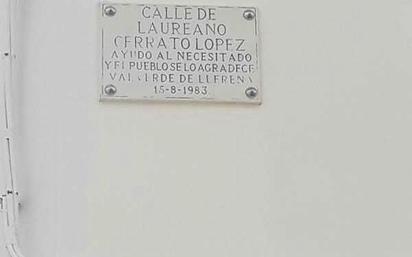 CALLE DE
LAUREANO
CERRATO LOPEZ
AYUDO AL NECESITADO
Y EL PUEBLO SE LO AGRADECE
VALVERDE DE LLERENA
15-8-1983